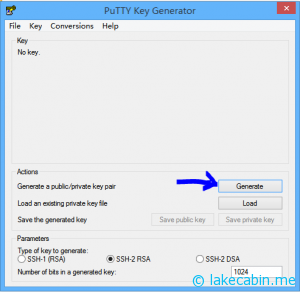 PuTTY Key Generator
File Key Conversions Help
Key
No key.
Actions
Generate a public/private key pair
Generate
Load an existing private key file
Load
Save the generated key
Save public key
Save private key
Parameters
Type of key to generate:
SSH-1 (RSA)
SSH-2 RSA
SSH-2 DSA
Number of bits in a generated key:
1024
© lakecabin.me